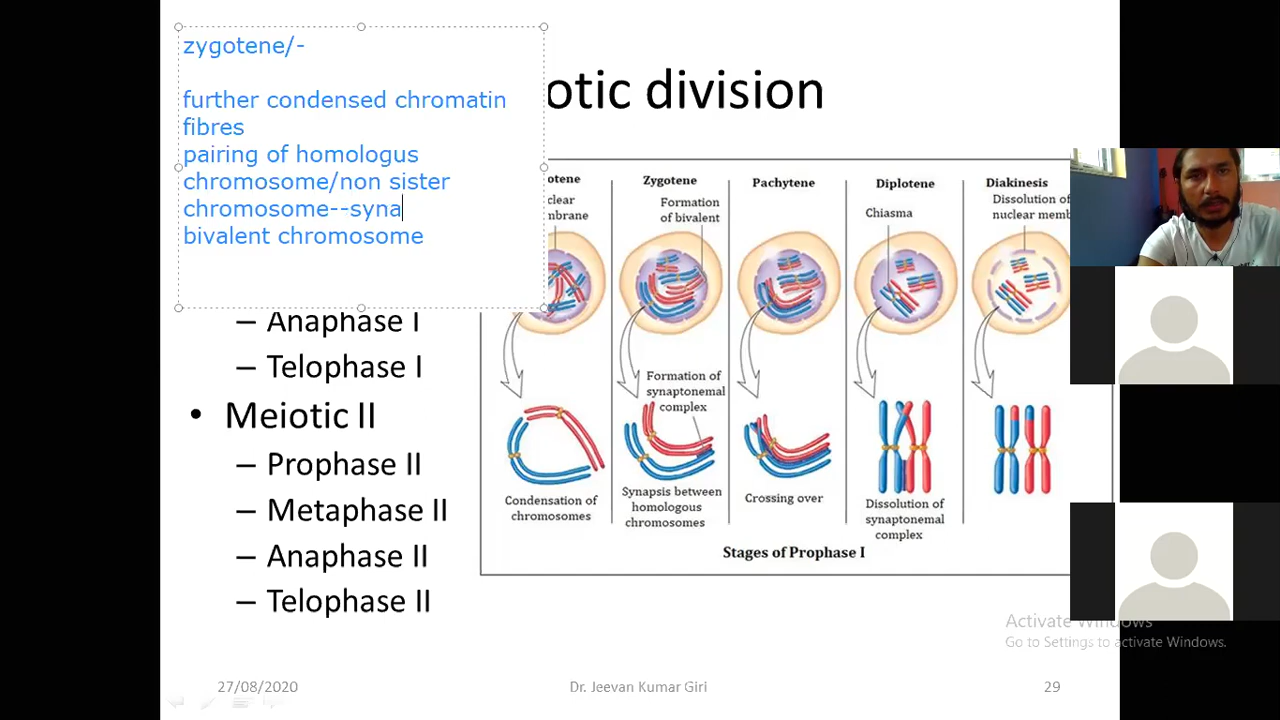 zygotene/-
further condensed chromatin
fibres
pairing of homologus
chromosome/non sister
chromosome--syna
bivalent chromosome
otic division
– Anaphase I
– Telophase I
• Meiotic II
– Prophase II
– Metaphase II
– Anaphase II
– Telophase II
otene
Zygotene
Pachytene
Diplotene
Diakinesis
clear
mbrane
Formation
of bivalent
Chiasma
Dissolution of
nuclear memb
Formation of
synaptonemal
complex
Condensation of
chromosomes
Synapsis between
homologous
chromosomes
Crossing over
Dissolution of
synaptonemal
complex
Stages of Prophase I
Activate Windows
Go to Settings to activate Windows.
27/08/2020
Dr. Jeevan Kumar Giri
29